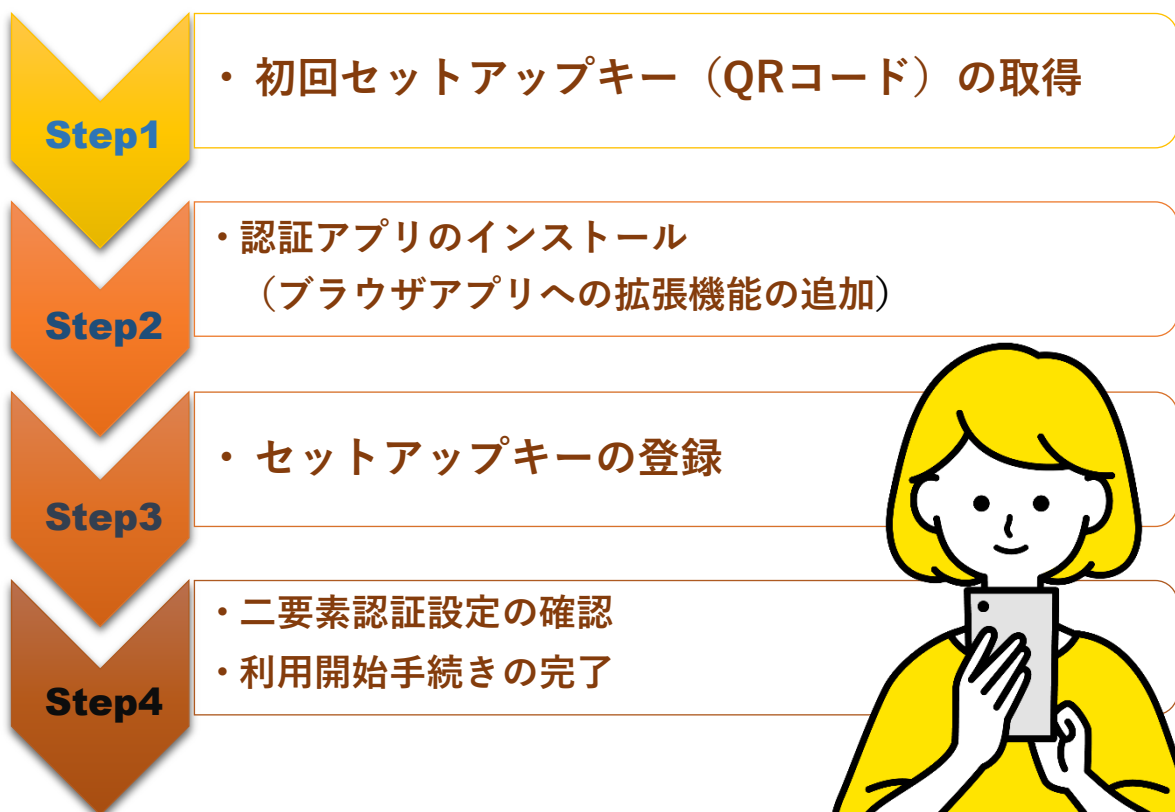 Step1
・ 初回セットアップキー（QRコード）の取得
Step2
・認証アプリのインストール
（ブラウザアプリへの拡張機能の追加）
Step3
・ セットアップキーの登録
Step4
・二要素認証設定の確認
・利用開始手続きの完了